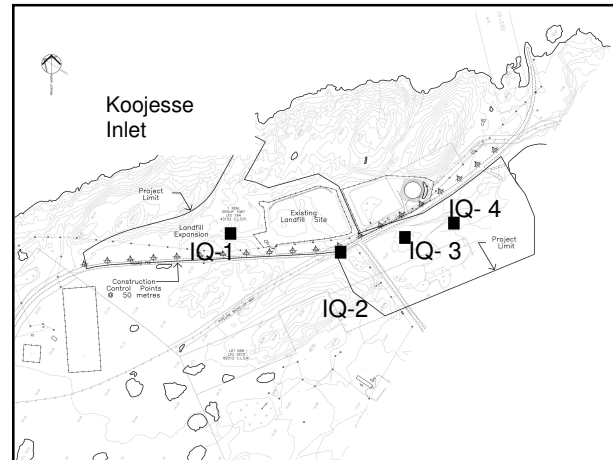 Koojesse
Inlet
Project
Limit
Landfill
Expansion
Existing
Landfill Site
IQ-1
IQ-2
IQ- 3
IQ- 4
Project
Limit
Construction
Control Points
@ 50 metres